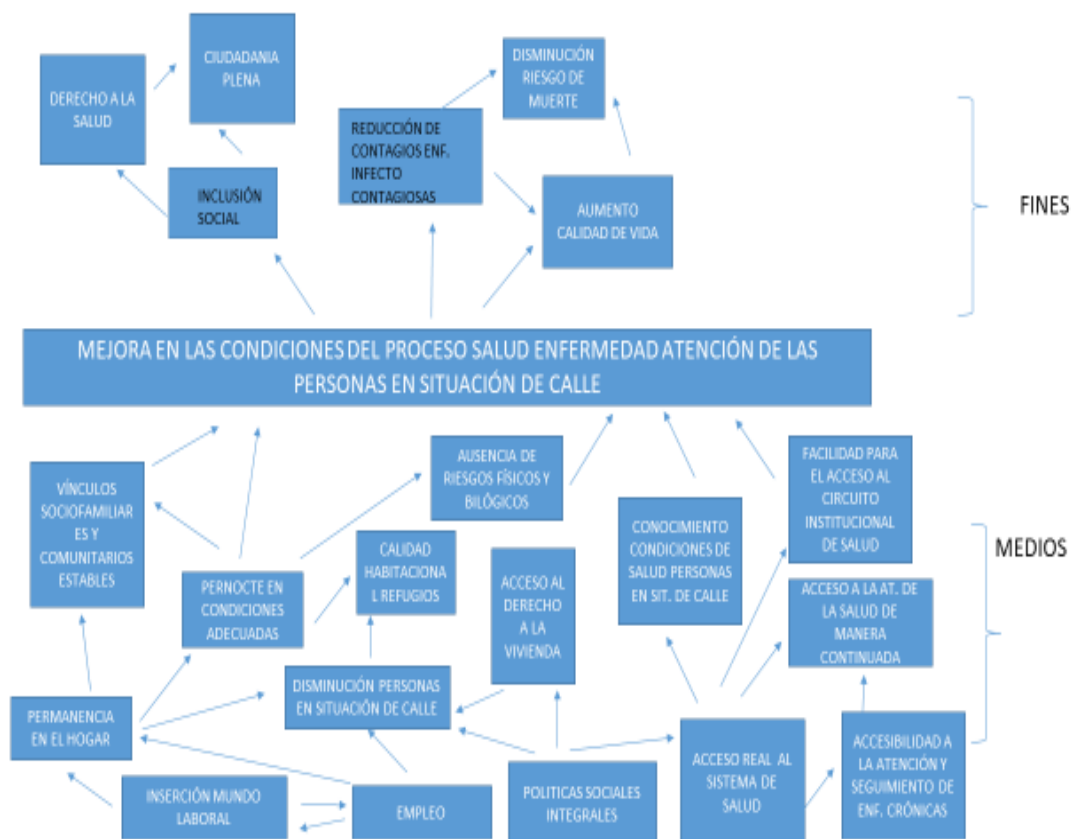 CIUDADANIA
PLENA
DISMINUCIÓN
RIESGO DE
MUERTE
DERECHO A LA
SALUD
REDUCCIÓN DE
CONTAGIOS ENF.
INFECTO
CONTAGIOSAS
INCLUSIÓN
SOCIAL
AUMENTO
CALIDAD DE VIDA
FINES
MEJORA EN LAS CONDICIONES DEL PROCESO SALUD ENFERMEDAD ATENCIÓN DE LAS
PERSONAS EN SITUACIÓN DE CALLE
VÍNCULOS
SOCIOFAMILIAR
ES Y
COMUNITARIOS
ESTABLES
AUSENCIA DE
RIESGOS FÍSICOS Y
BILÓGICOS
FACILIDAD PARA
EL ACCESO AL
CIRCUITO
INSTITUCIONAL
DE SALUD
CONOCIMIENTO
CONDICIONES DE
SALUD PERSONAS
EN SIT. DE CALLE
MEDIOS
PERNOCTE EN
CONDICIONES
ADECUADAS
CALIDAD
HABITACIONA
L REFUGIOS
ACCESO AL
DERECHO
A LA
VIVIENDA
ACCESO A LA AT. DE
LA SALUD DE
MANERA
CONTINUADA
PERMANENCIA
EN EL HOGAR
DISMINUCIÓN PERSONAS
EN SITUACIÓN DE CALLE
INSERCIÓN MUNDO
LABORAL
EMPLEO
POLITICAS SOCIALES
INTEGRALES
ACCESO REAL AL
SISTEMA DE
SALUD
ACCESIBILIDAD A
LA ATENCIÓN Y
SEGUIMIENTO DE
ENF. CRÓNICAS